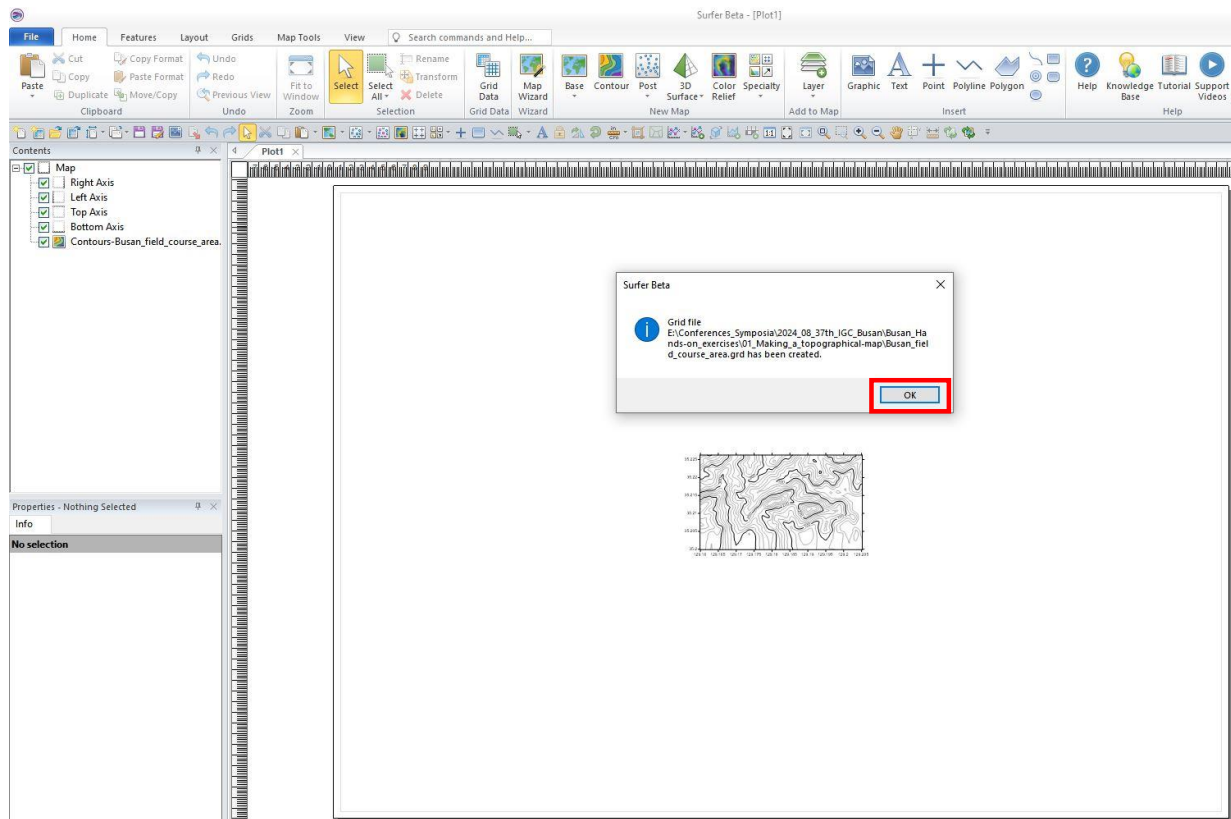 Surfer Beta - [Plot1]
File Home Features Layout Grids Map Tools View Search commands and Help...
Paste
Cut
Copy
Duplicate
Copy Format
Paste Format
Move/Copy
Clipboard
Undo
Redo
Previous View
Undo
Fit to
Window
Zoom
Select
Select
All
Rename
Transform
Delete
Selection
Grid
Data
Grid Data
Map
Wizard
Wizard
Base
Contour
Post
3D
Surface
Color
Relief
Specialty
New Map
Layer
Add to Map
Graphic
Text
Point
Polyline
Polygon
Insert
Help
Knowledge
Base
Tutorial
Support
Videos
Help
Contents
Plot1
Map
Right Axis
Left Axis
Top Axis
Bottom Axis
Contours-Busan_field_course_area.
Properties - Nothing Selected
Info
No selection
Surfer Beta
Grid file
E:\Conferences_Symposia\2024_08_37th_IGC_Busan\Busan_Ha
nds-on_exercises\01_Making_a_topographical-map\Busan_fiel
d_course_area.grd has been created.
OK